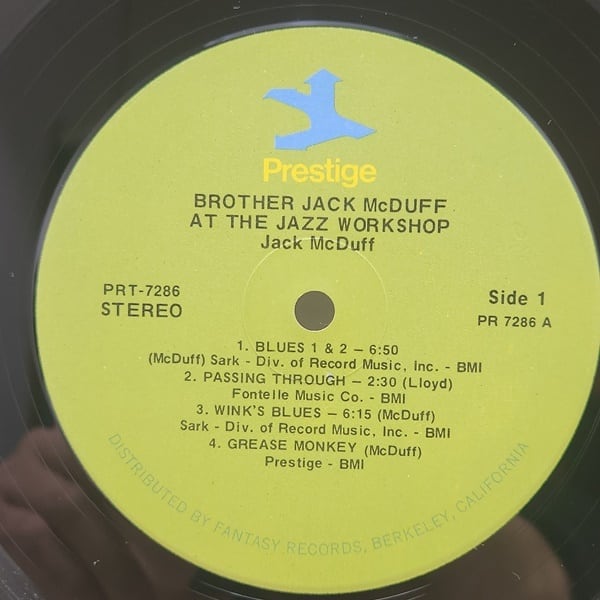 Prestige
BROTHER JACK McDUFF
AT THE JAZZ WORKSHOP
Jack McDuff
PRT-7286
STEREO
Side 1
PR 7286 A
1. BLUES 1 & 2 – 6:50
(McDuff) Sark - Div. of Record Music, Inc. - BMI
2. PASSING THROUGH – 2:30 (Lloyd)
Fontelle Music Co. - BMI
3. WINK'S BLUES – 6:15 (McDuff)
Sark - Div. of Record Music, Inc. - BMI
4. GREASE MONKEY (McDuff)
Prestige - BMI
DISTRIBUTED BY FANTASY RECORDS, BERKELEY, CALIFORNIA